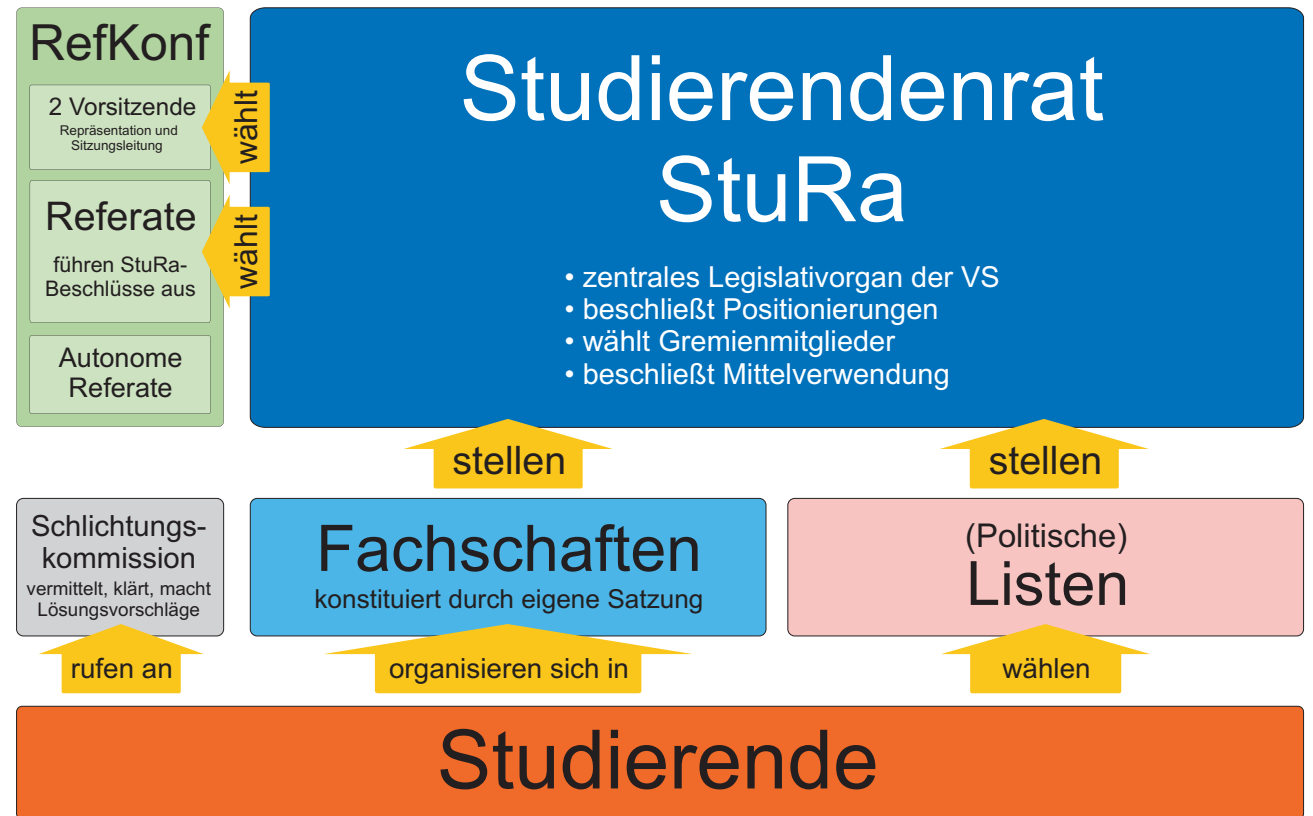 RefKonf
2 Vorsitzende
Repräsentation und
Sitzungsleitung
wählt
Referate
führen StuRa-
Beschlüsse aus
wählt
Autonome
Referate
Studierendenrat
StuRa
• zentrales Legislativorgan der VS
• beschließt Positionierungen
• wählt Gremienmitglieder
• beschließt Mittelverwendung
stellen
stellen
Schlichtungs-
kommission
vermittelt, klärt, macht
Lösungsvorschläge
Fachschaften
konstituiert durch eigene Satzung
(Politische)
Listen
rufen an
organisieren sich in
wählen
Studierende